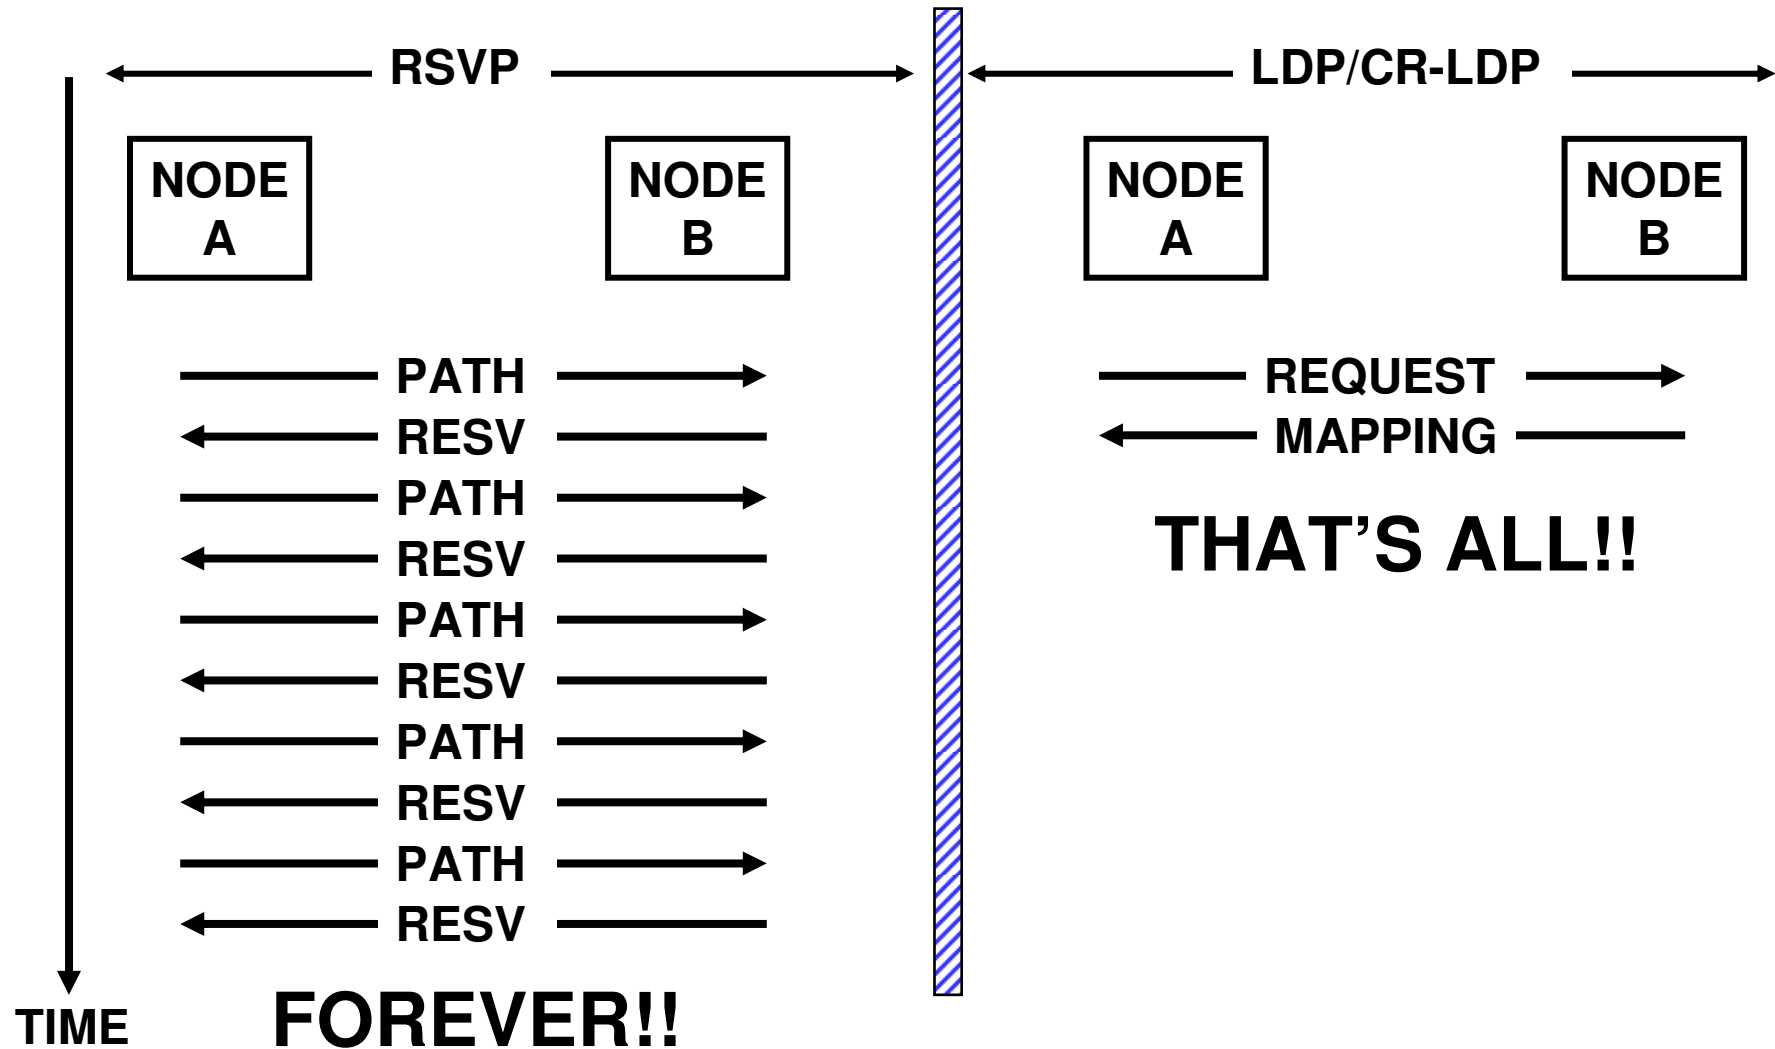 RSVP
NODE
A
NODE
B
PATH
RESV
PATH
RESV
PATH
RESV
PATH
RESV
PATH
RESV
FOREVER!!
TIME
LDP/CR-LDP
NODE
A
NODE
B
REQUEST
MAPPING
THAT’S ALL!!